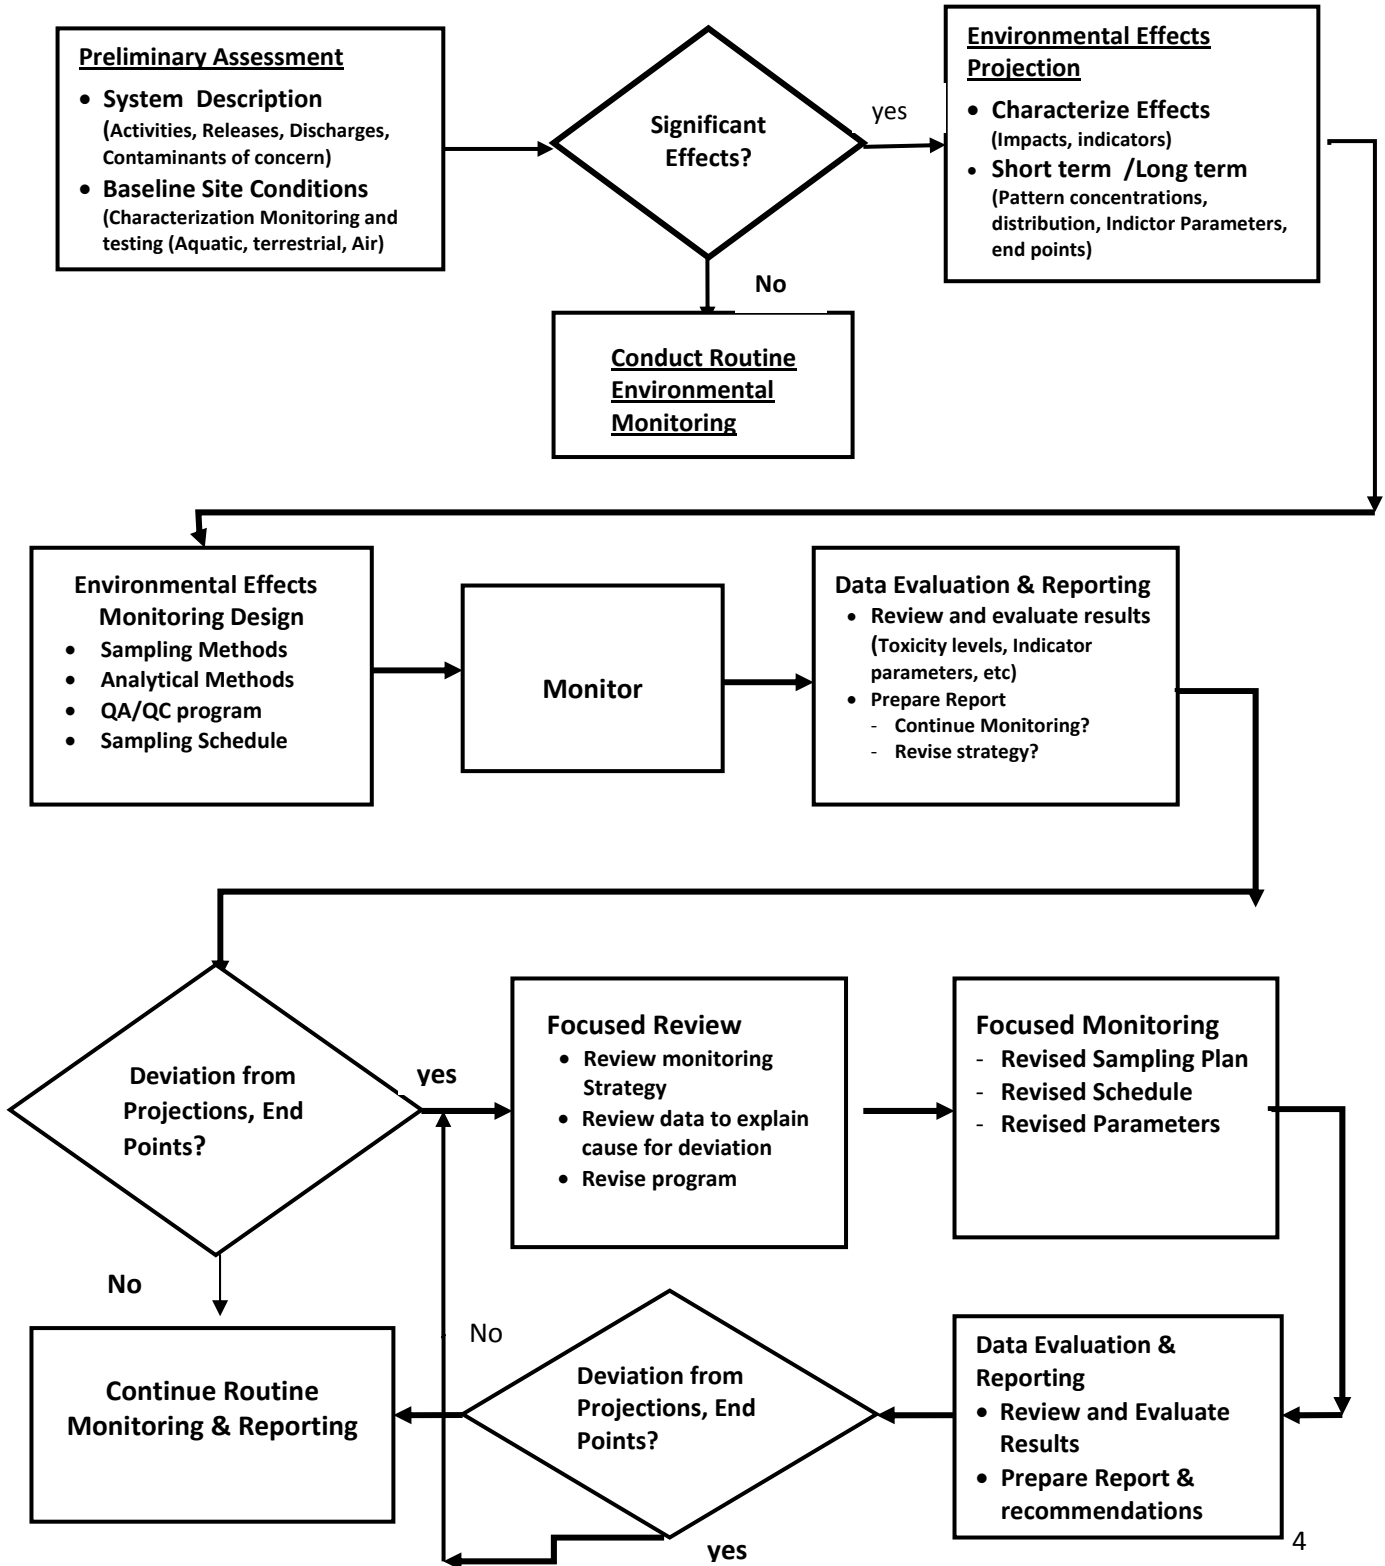 Preliminary Assessment
• System Description
(Activities, Releases, Discharges,
Contaminants of concern)
• Baseline Site Conditions
(Characterization Monitoring and
testing (Aquatic, terrestrial, Air)
Significant
Effects?
yes
No
Environmental Effects
Projection
• Characterize Effects
(Impacts, indicators)
• Short term /Long term
(Pattern concentrations,
distribution, Indictor Parameters,
end points)
Conduct Routine
Environmental
Monitoring
Environmental Effects
Monitoring Design
• Sampling Methods
• Analytical Methods
• QA/QC program
• Sampling Schedule
Monitor
Data Evaluation & Reporting
• Review and evaluate results
(Toxicity levels, Indicator
parameters, etc)
• Prepare Report
- Continue Monitoring?
- Revise strategy?
Deviation from
Projections, End
Points?
yes
No
Focused Review
• Review monitoring
Strategy
• Review data to explain
cause for deviation
• Revise program
Focused Monitoring
- Revised Sampling Plan
- Revised Schedule
- Revised Parameters
Data Evaluation &
Reporting
• Review and Evaluate
Results
• Prepare Report &
recommendations
Deviation from
Projections, End
Points?
No
yes
Continue Routine
Monitoring & Reporting
4